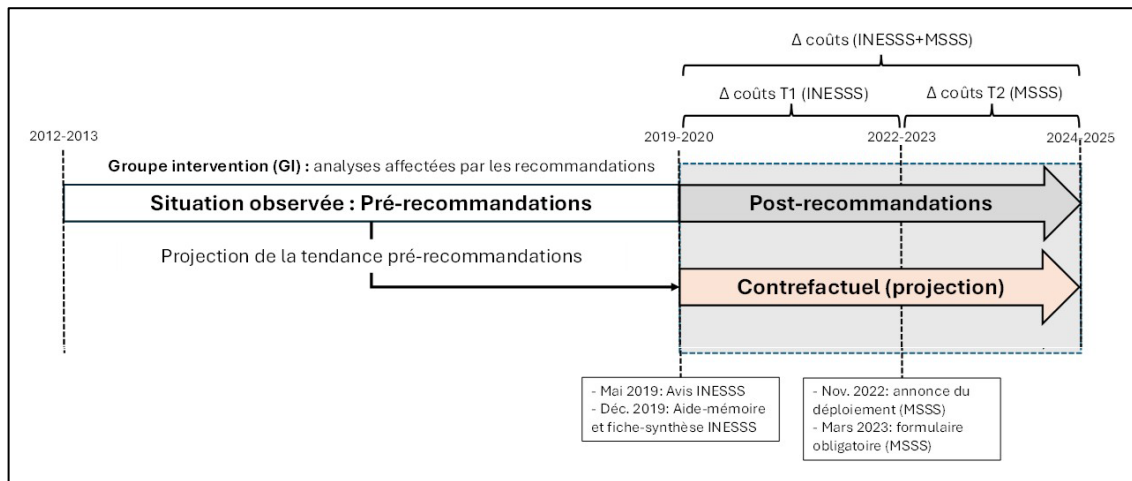 Δ coûts (INESSS+MSSS)
Δ coûts T1 (INESSS)
Δ coûts T2 (MSSS)
2012-2013
2019-2020
2022-2023
2024-2025
Groupe intervention (GI) : analyses affectées par les recommandations
Situation observée : Pré-recommandations
Post-recommandations
Projection de la tendance pré-recommandations
Contrefactuel (projection)
- Mai 2019: Avis INESSS
- Déc. 2019: Aide-mémoire
et fiche-synthèse INESSS
- Nov. 2022: annonce du
déploiement (MSSS)
- Mars 2023: formulaire
obligatoire (MSSS)